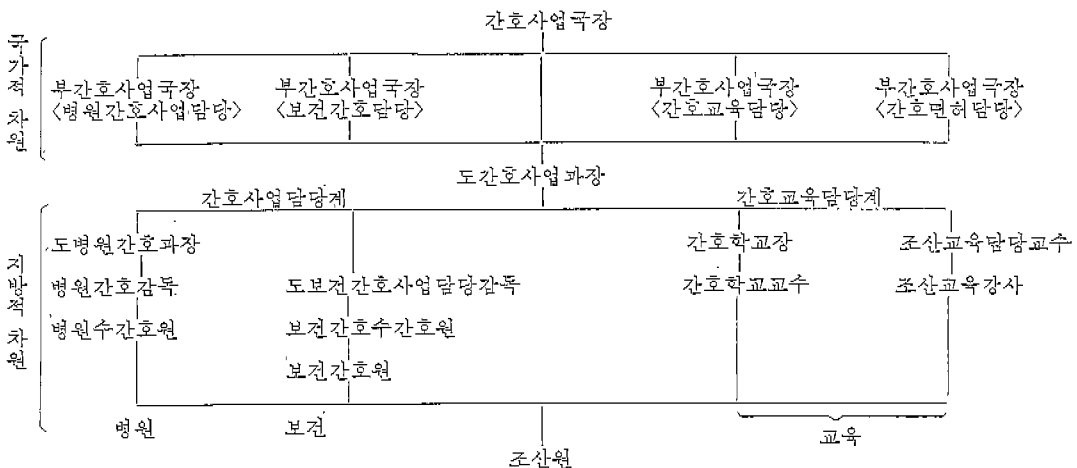 간호사업국장
국가적 차원
부간호사업국장 부간호사업국장 부간호사업국장 부간호사업국장
〈병원간호사업담당〉 〈보건간호담당〉 〈간호교육담당〉 〈간호면허담당〉
도간호사업과장
간호사업담당계 간호교육담당계
지방적 차원
도병원간호과장 간호학교장 조산교육담당교수
병원간호감독 도보건간호사업담당감독 간호학교교수 조산교육강사
병원수간호원 보건간호수간호원
보건간호원
병원 보건 교육
조산원